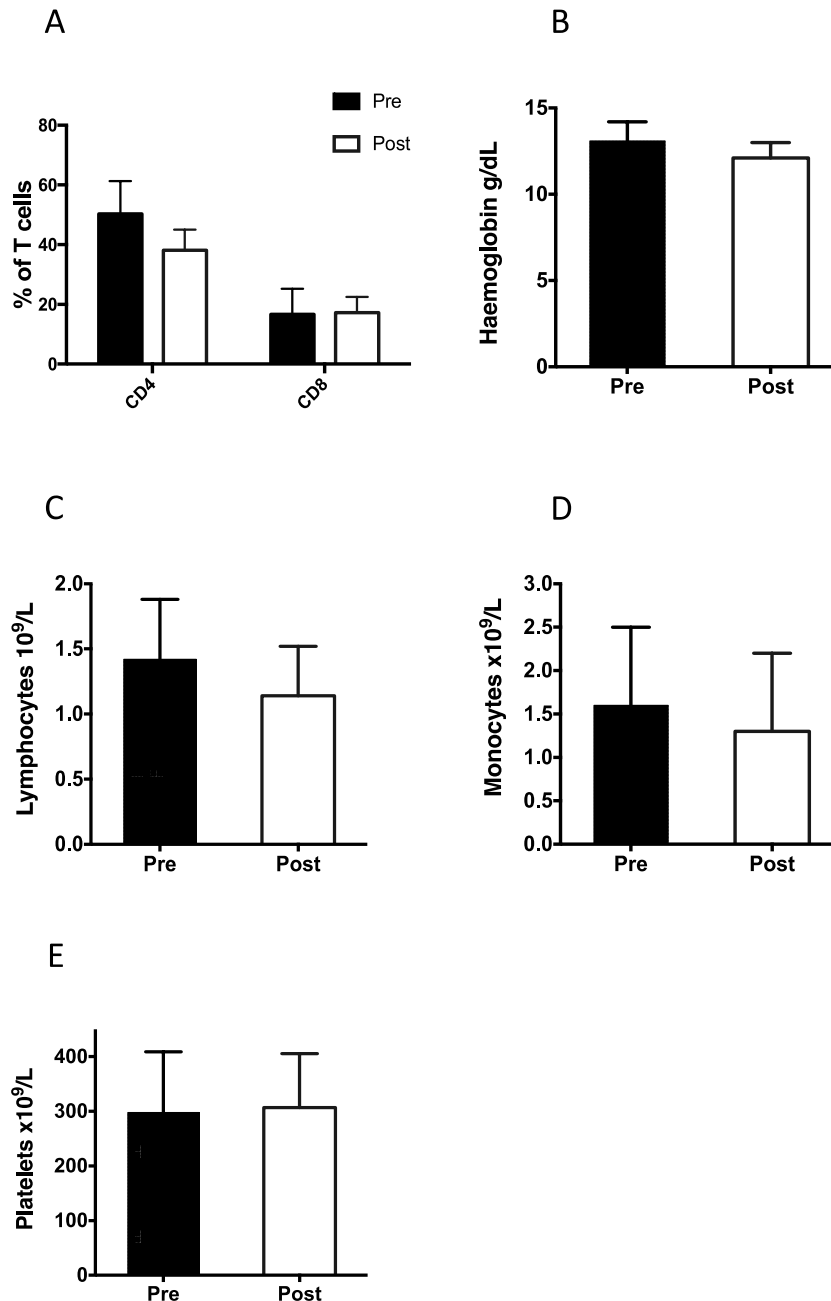 A
Pre
Post
% of T cells
80
60
40
20
0
CD4
CD8
B
Haemoglobin g/dL
15
10
5
0
Pre
Post
C
Lymphocytes 10⁹/L
2.0
1.5
1.0
0.5
0.0
Pre
Post
D
Monocytes x10⁹/L
3.0
2.5
2.0
1.5
1.0
0.5
0.0
Pre
Post
E
Platelets x10⁹/L
400
300
200
100
0
Pre
Post